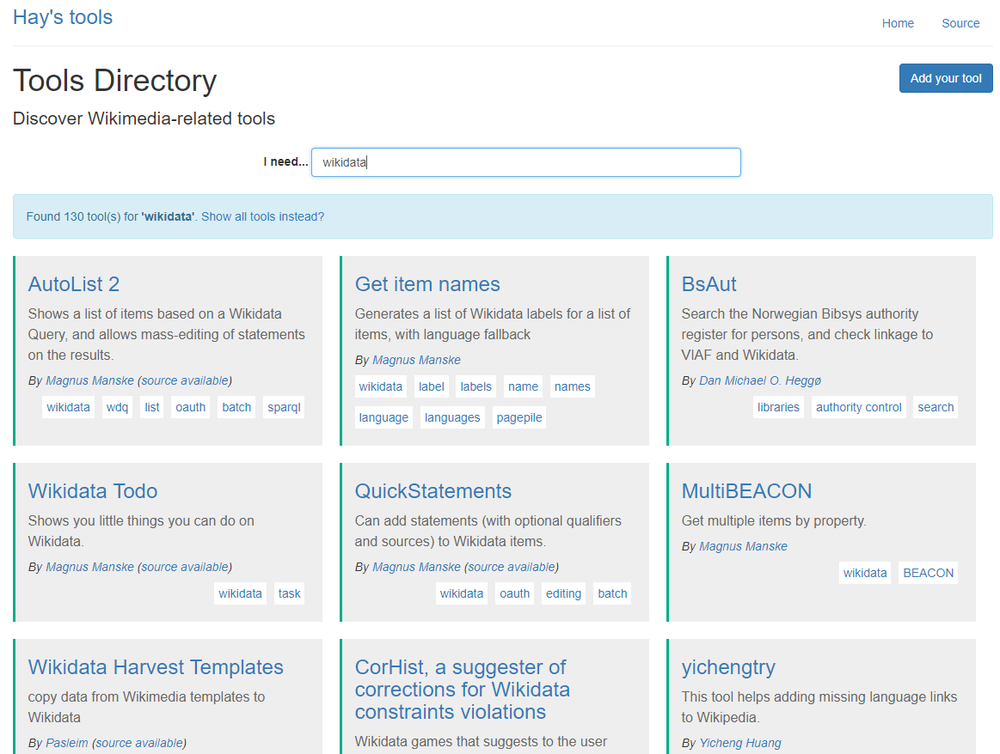 Hay's tools
Home
Source
Tools Directory
Add your tool
Discover Wikimedia-related tools
I need...
wikidata
Found 130 tool(s) for 'wikidata'. Show all tools instead?
AutoList 2
Shows a list of items based on a Wikidata
Query, and allows mass-editing of statements
on the results.
By Magnus Manske (source available)
wikidata wdq list oauth batch sparql
Get item names
Generates a list of Wikidata labels for a list of
items, with language fallback
By Magnus Manske
wikidata label labels name names
language languages pagepile
BsAut
Search the Norwegian Bibsys authority
register for persons, and check linkage to
VIAF and Wikidata.
By Dan Michael O. Heggø
libraries authority control search
Wikidata Todo
Shows you little things you can do on
Wikidata.
By Magnus Manske (source available)
wikidata task
QuickStatements
Can add statements (with optional qualifiers
and sources) to Wikidata items.
By Magnus Manske (source available)
wikidata oauth editing batch
MultiBEACON
Get multiple items by property.
By Magnus Manske
wikidata BEACON
Wikidata Harvest Templates
copy data from Wikimedia templates to
Wikidata
By Pasleim (source available)
CorHist, a suggester of
corrections for Wikidata
constraints violations
Wikidata games that suggests to the user
yichengtry
This tool helps adding missing language links
to Wikipedia.
By Yicheng Huang